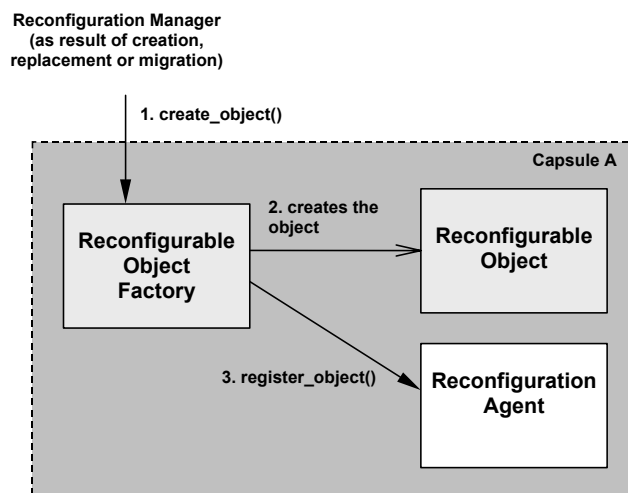 Reconfiguration Manager
(as result of creation,
replacement or migration)
1. create_object()
Capsule A
Reconfigurable
Object
Factory
2. creates the
object
Reconfigurable
Object
3. register_object()
Reconfiguration
Agent